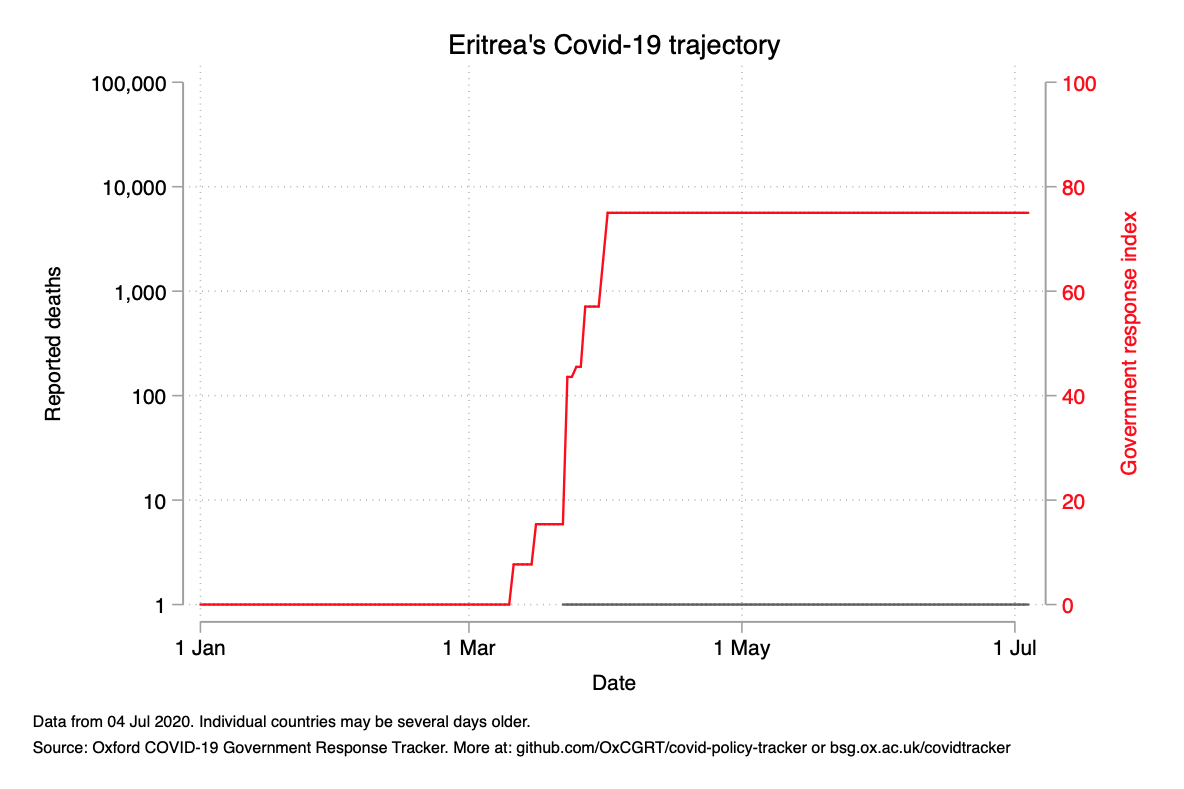 Eritrea's Covid-19 trajectory
100,000
10,000
1,000
100
10
1
Reported deaths
100
80
60
40
20
0
Government response index
1 Jan
1 Mar
1 May
1 Jul
Date
Data from 04 Jul 2020. Individual countries may be several days older.
Source: Oxford COVID-19 Government Response Tracker. More at: github.com/OxCGRT/covid-policy-tracker or bsg.ox.ac.uk/covidtracker